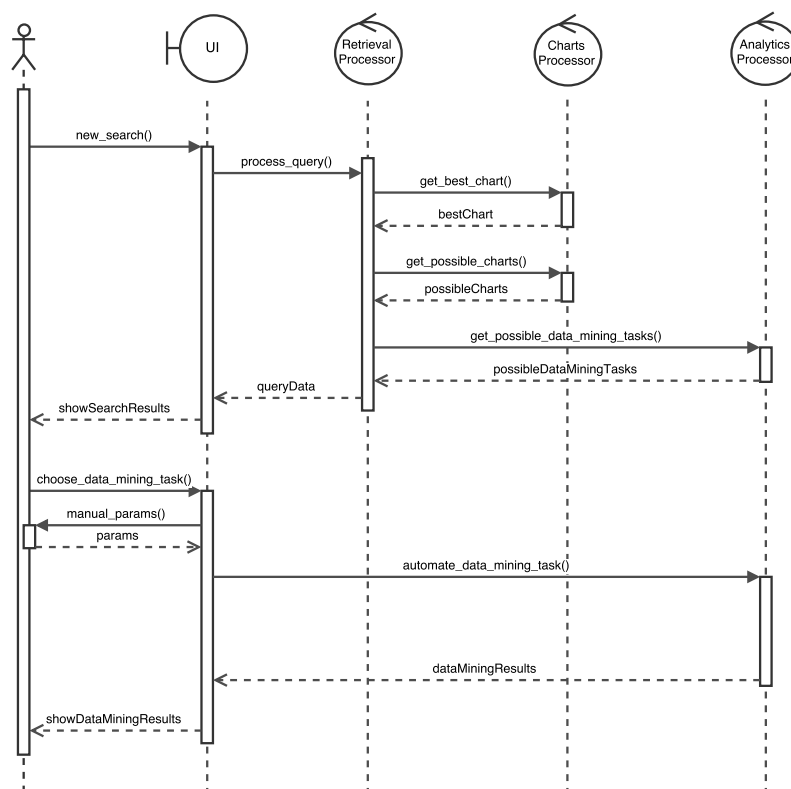 UI
Retrieval
Processor
Charts
Processor
Analytics
Processor
new_search()
process_query()
get_best_chart()
bestChart
get_possible_charts()
possibleCharts
get_possible_data_mining_tasks()
possibleDataMiningTasks
queryData
showSearchResults
choose_data_mining_task()
manual_params()
params
automate_data_mining_task()
dataMiningResults
showDataMiningResults